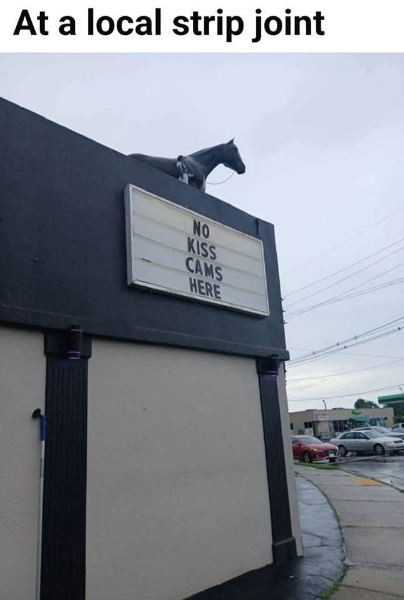 At a local strip joint
NO
KISS
CAMS
HERE